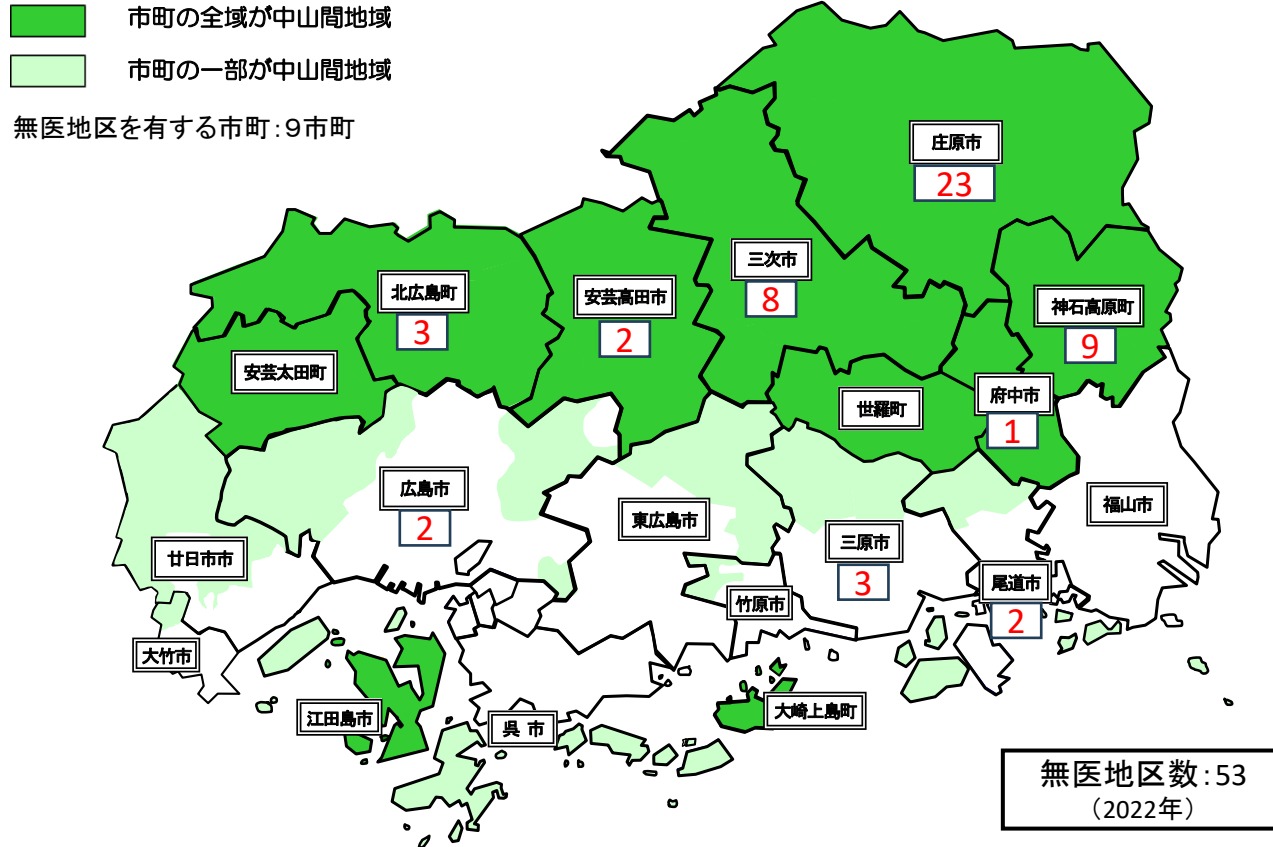 市町の全域が中山間地域
市町の一部が中山間地域
無医地区を有する市町:9市町
庄原市
23
三次市
8
北広島町
3
安芸高田市
2
神石高原町
9
安芸太田町
世羅町
府中市
1
広島市
2
東広島市
福山市
三原市
3
廿日市市
尾道市
2
竹原市
大竹市
江田島市
呉 市
大崎上島町
無医地区数:53
(2022年)